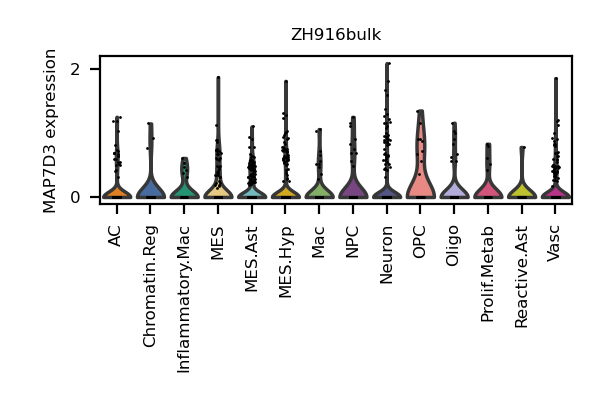 ZH916bulk
MAP7D3 expression
2
0
AC
Chromatin.Reg
Inflammatory.Mac
MES
MES.Ast
MES.Hyp
Mac
NPC
Neuron
OPC
Oligo
Prolif.Metab
Reactive.Ast
Vasc